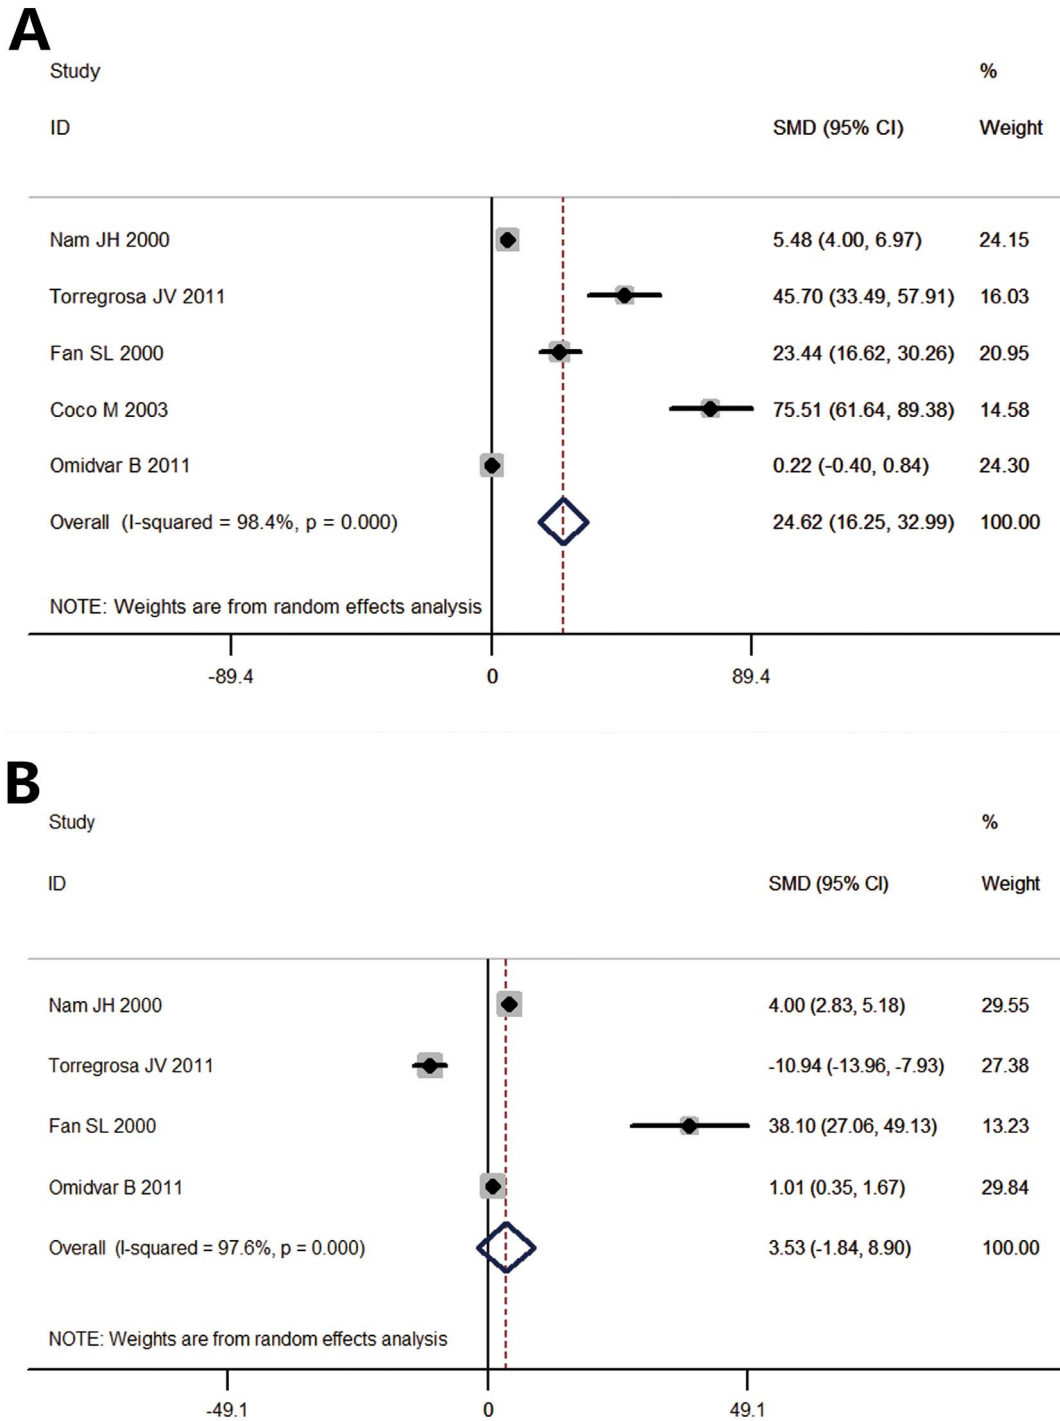 A
Study %
ID SMD (95% CI) Weight
Nam JH 2000 5.48 (4.00, 6.97) 24.15
Torregrosa JV 2011 45.70 (33.49, 57.91) 16.03
Fan SL 2000 23.44 (16.62, 30.26) 20.95
Coco M 2003 75.51 (61.64, 89.38) 14.58
Omidvar B 2011 0.22 (-0.40, 0.84) 24.30
Overall (I-squared = 98.4%, p = 0.000) 24.62 (16.25, 32.99) 100.00
NOTE: Weights are from random effects analysis
-89.4 0 89.4
B
Study %
ID SMD (95% CI) Weight
Nam JH 2000 4.00 (2.83, 5.18) 29.55
Torregrosa JV 2011 -10.94 (-13.96, -7.93) 27.38
Fan SL 2000 38.10 (27.06, 49.13) 13.23
Omidvar B 2011 1.01 (0.35, 1.67) 29.84
Overall (I-squared = 97.6%, p = 0.000) 3.53 (-1.84, 8.90) 100.00
NOTE: Weights are from random effects analysis
-49.1 0 49.1